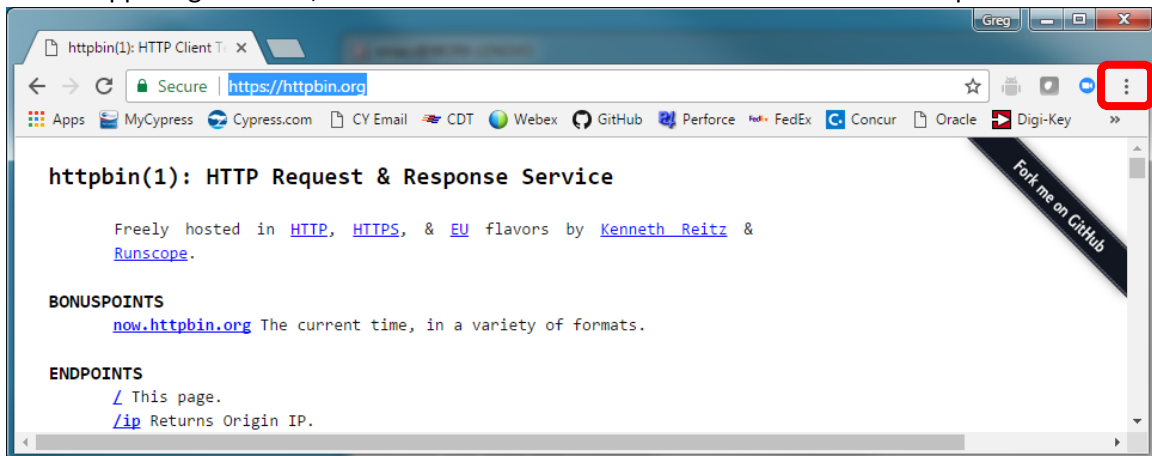 Greg
httpbin(1): HTTP Client T
Secure | https://httpbin.org
Apps MyCypress Cypress.com CY Email CDT Webex GitHub Perforce FedEx Concur Oracle Digi-Key »
httpbin(1): HTTP Request & Response Service
Fork me on GitHub
Freely hosted in HTTP, HTTPS, & EU flavors by Kenneth Reitz &
Runscope.
BONUSPOINTS
now.httpbin.org The current time, in a variety of formats.
ENDPOINTS
/ This page.
/ip Returns Origin IP.